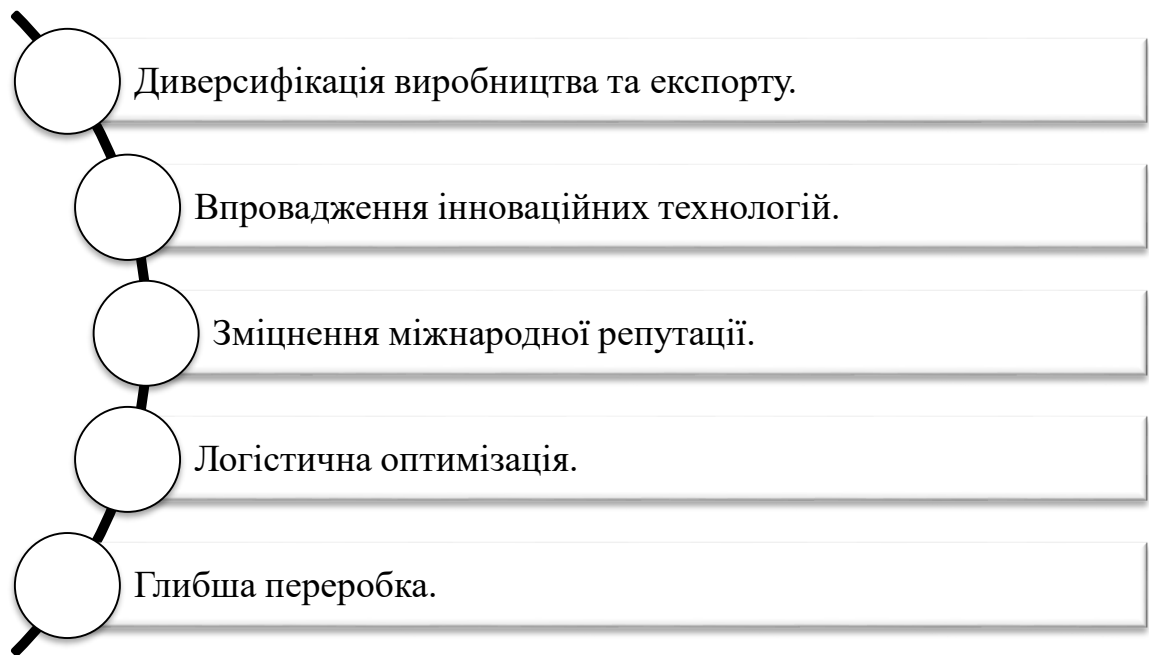 Диверсифікація виробництва та експорту.
Впровадження інноваційних технологій.
Зміцнення міжнародної репутації.
Логістична оптимізація.
Глибша переробка.